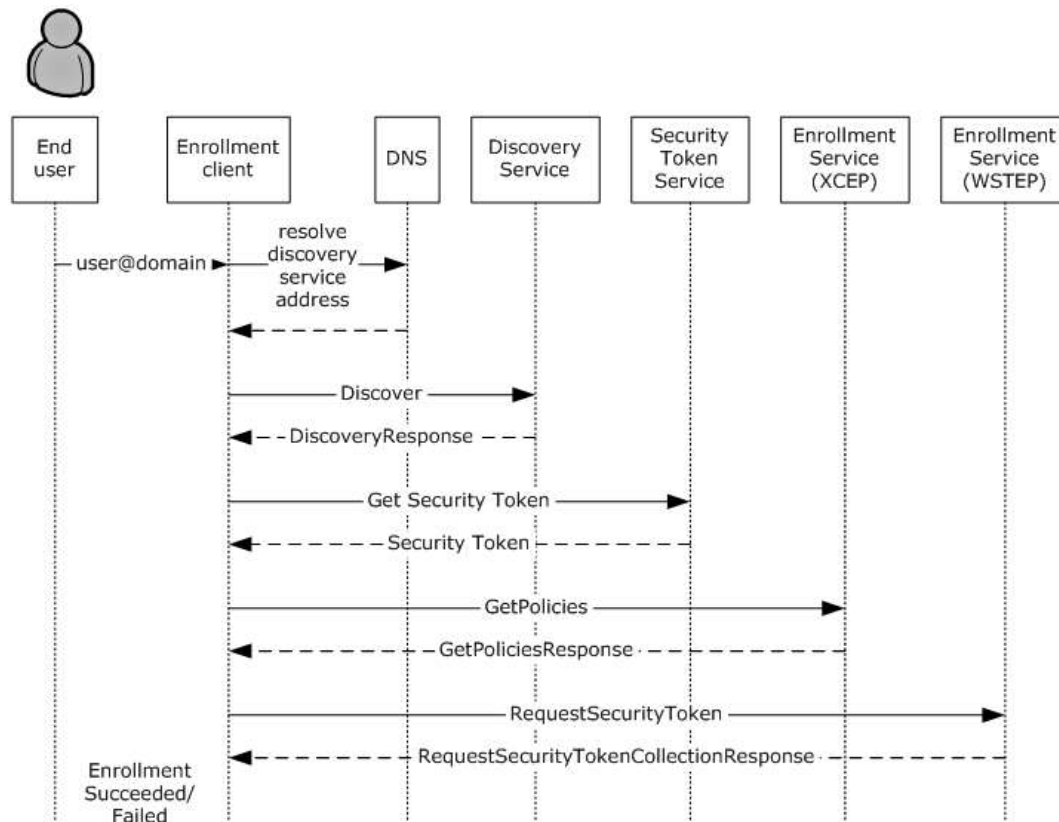 End
user
Enrollment
client
DNS
Discovery
Service
Security
Token
Service
Enrollment
Service
(XCEP)
Enrollment
Service
(WSTEP)
user@domain
resolve
discovery
service
address
Discover
DiscoveryResponse
Get Security Token
Security Token
GetPolicies
GetPoliciesResponse
RequestSecurityToken
RequestSecurityTokenCollectionResponse
Enrollment
Succeeded/
Failed